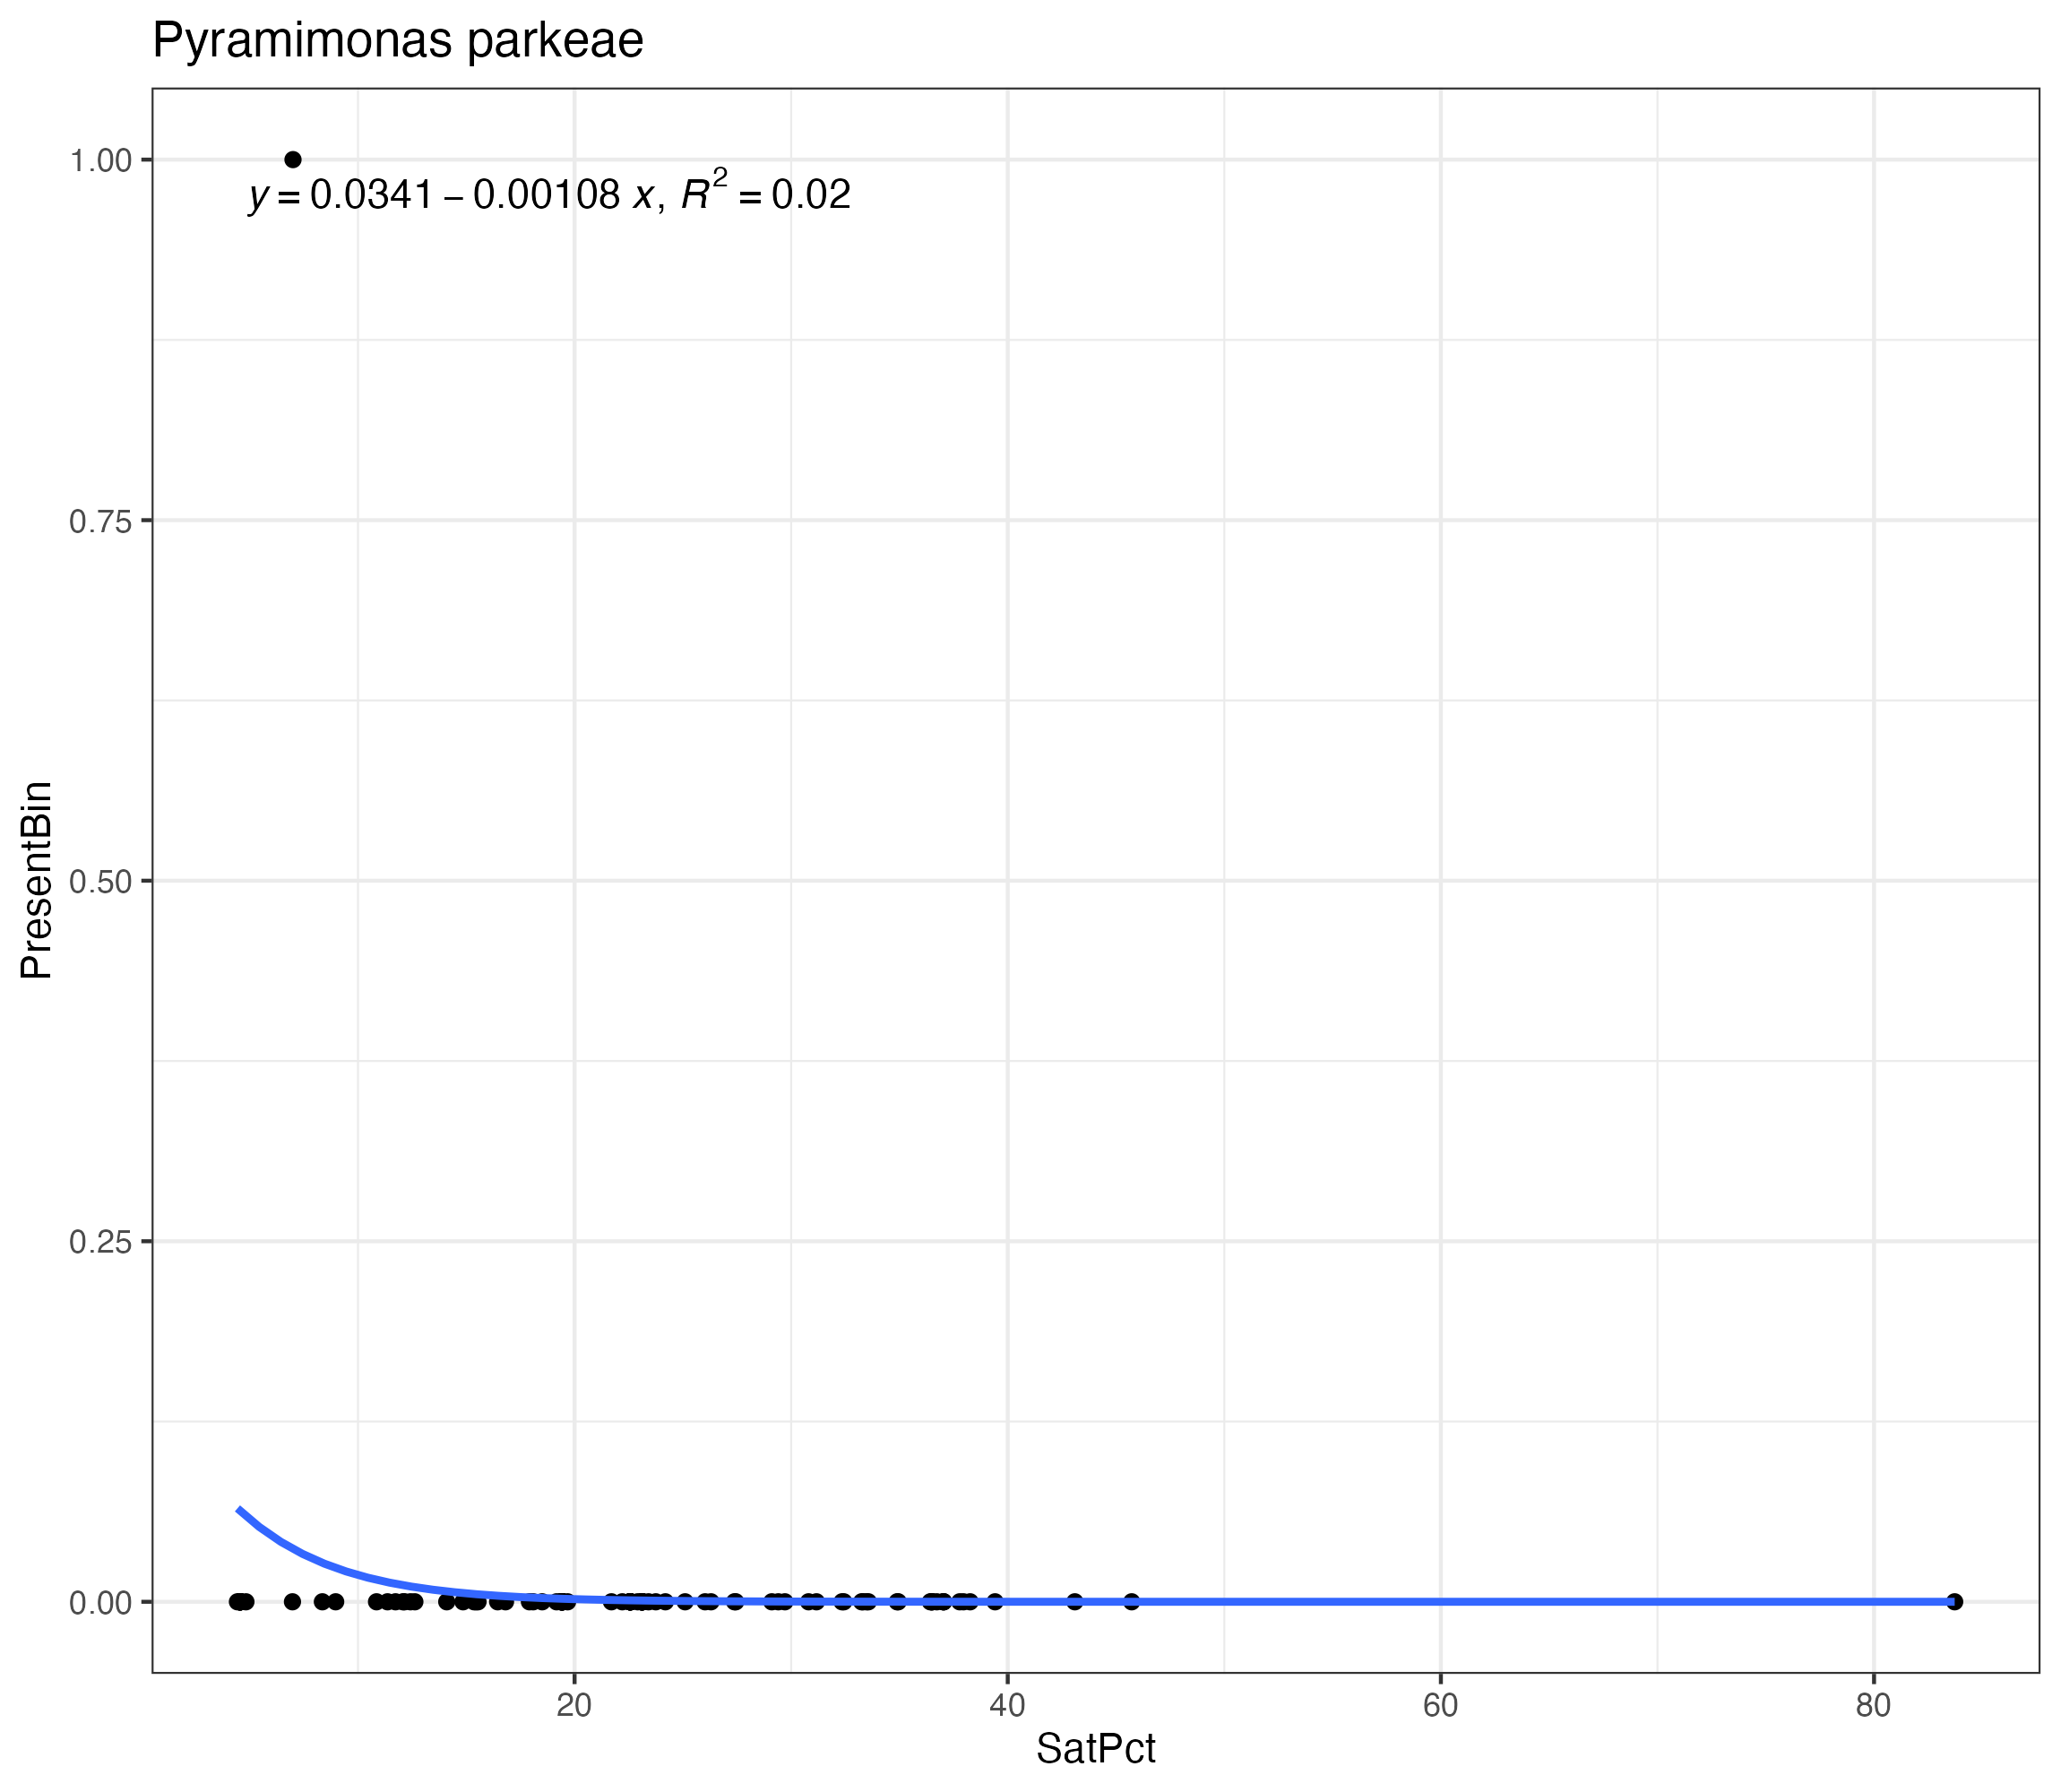 Pyramimonas parkeae
y = 0.0341 − 0.00108 x, R² = 0.02
1.00
0.75
0.50
0.25
0.00
PresentBin
20 40 60 80
SatPct